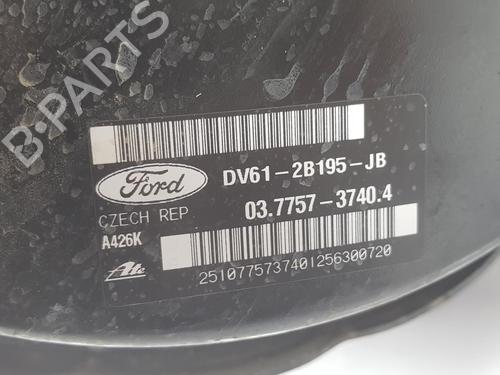 B-PARTS
Ford
DV61-2B195-JB
CZECH REP
03.7757-3740.4
A426K
Ate
25107757374012563007​20